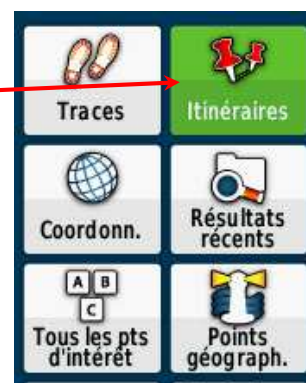 Traces
Itinéraires
Coordonn.
Résultats
récents
A B
C
Tous les pts
d'intérêt
Points
géograph.